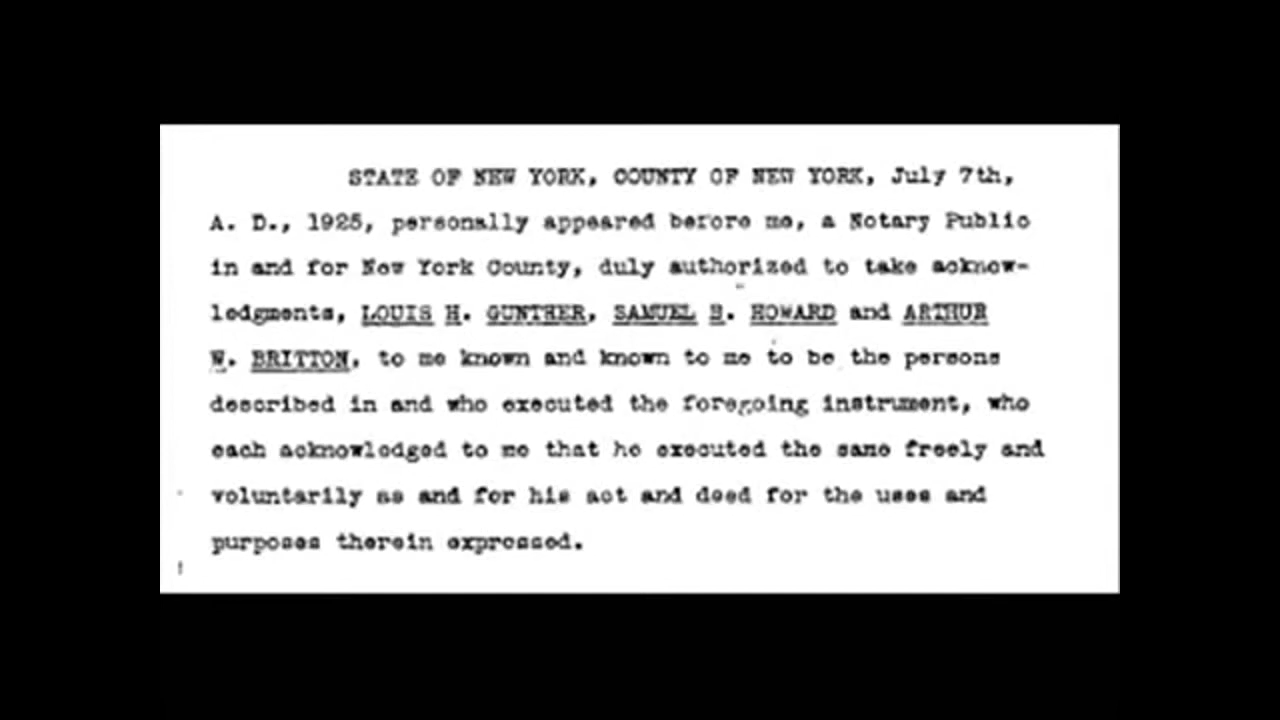 STATE OF NEW YORK, COUNTY OF NEW YORK, July 7th,
A. D., 1925, personally appeared before me, a Notary Public
in and for New York County, duly authorized to take acknow-
ledgments, LOUIS H. GUNTHER, SAMUEL B. HOWARD and ARTHUR
W. BRITTON, to me known and known to me to be the persons
described in and who executed the foregoing instrument, who
each acknowledged to me that he executed the same freely and
voluntarily as and for his act and deed for the uses and
purposes therein expressed.